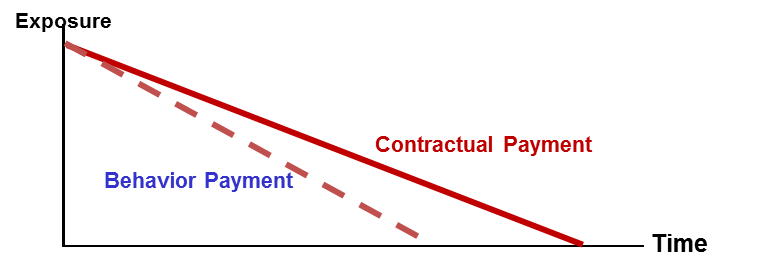 Exposure
Contractual Payment
Behavior Payment
Time